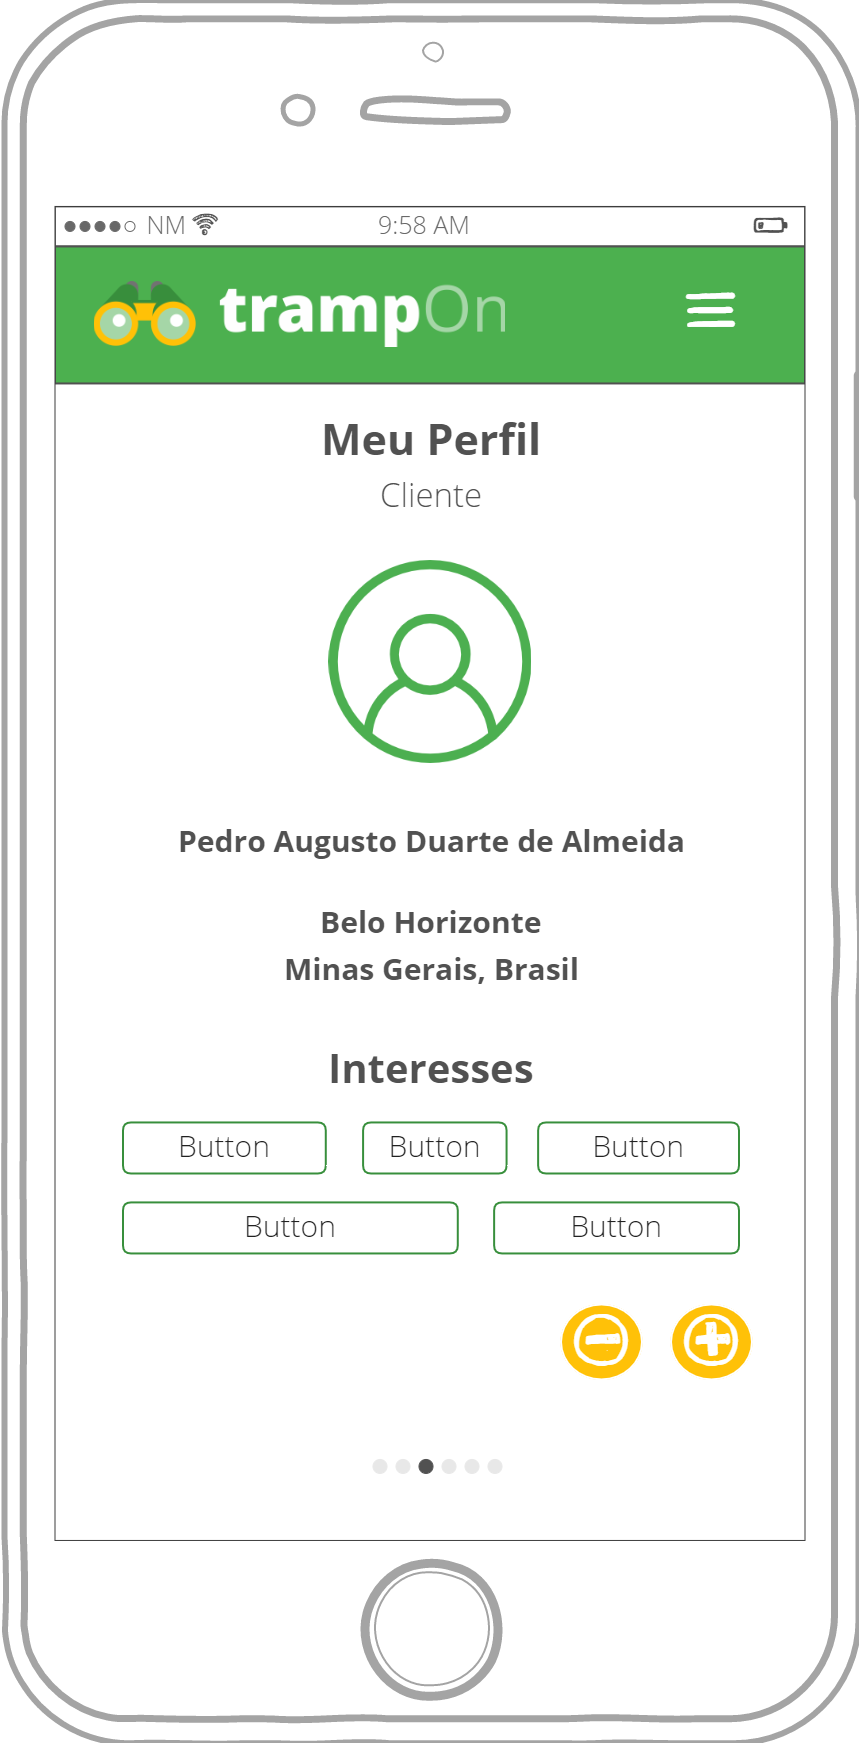 NM 9:58 AM
trampOn
Meu Perfil
Cliente
Pedro Augusto Duarte de Almeida
Belo Horizonte
Minas Gerais, Brasil
Interesses
Button Button Button
Button Button